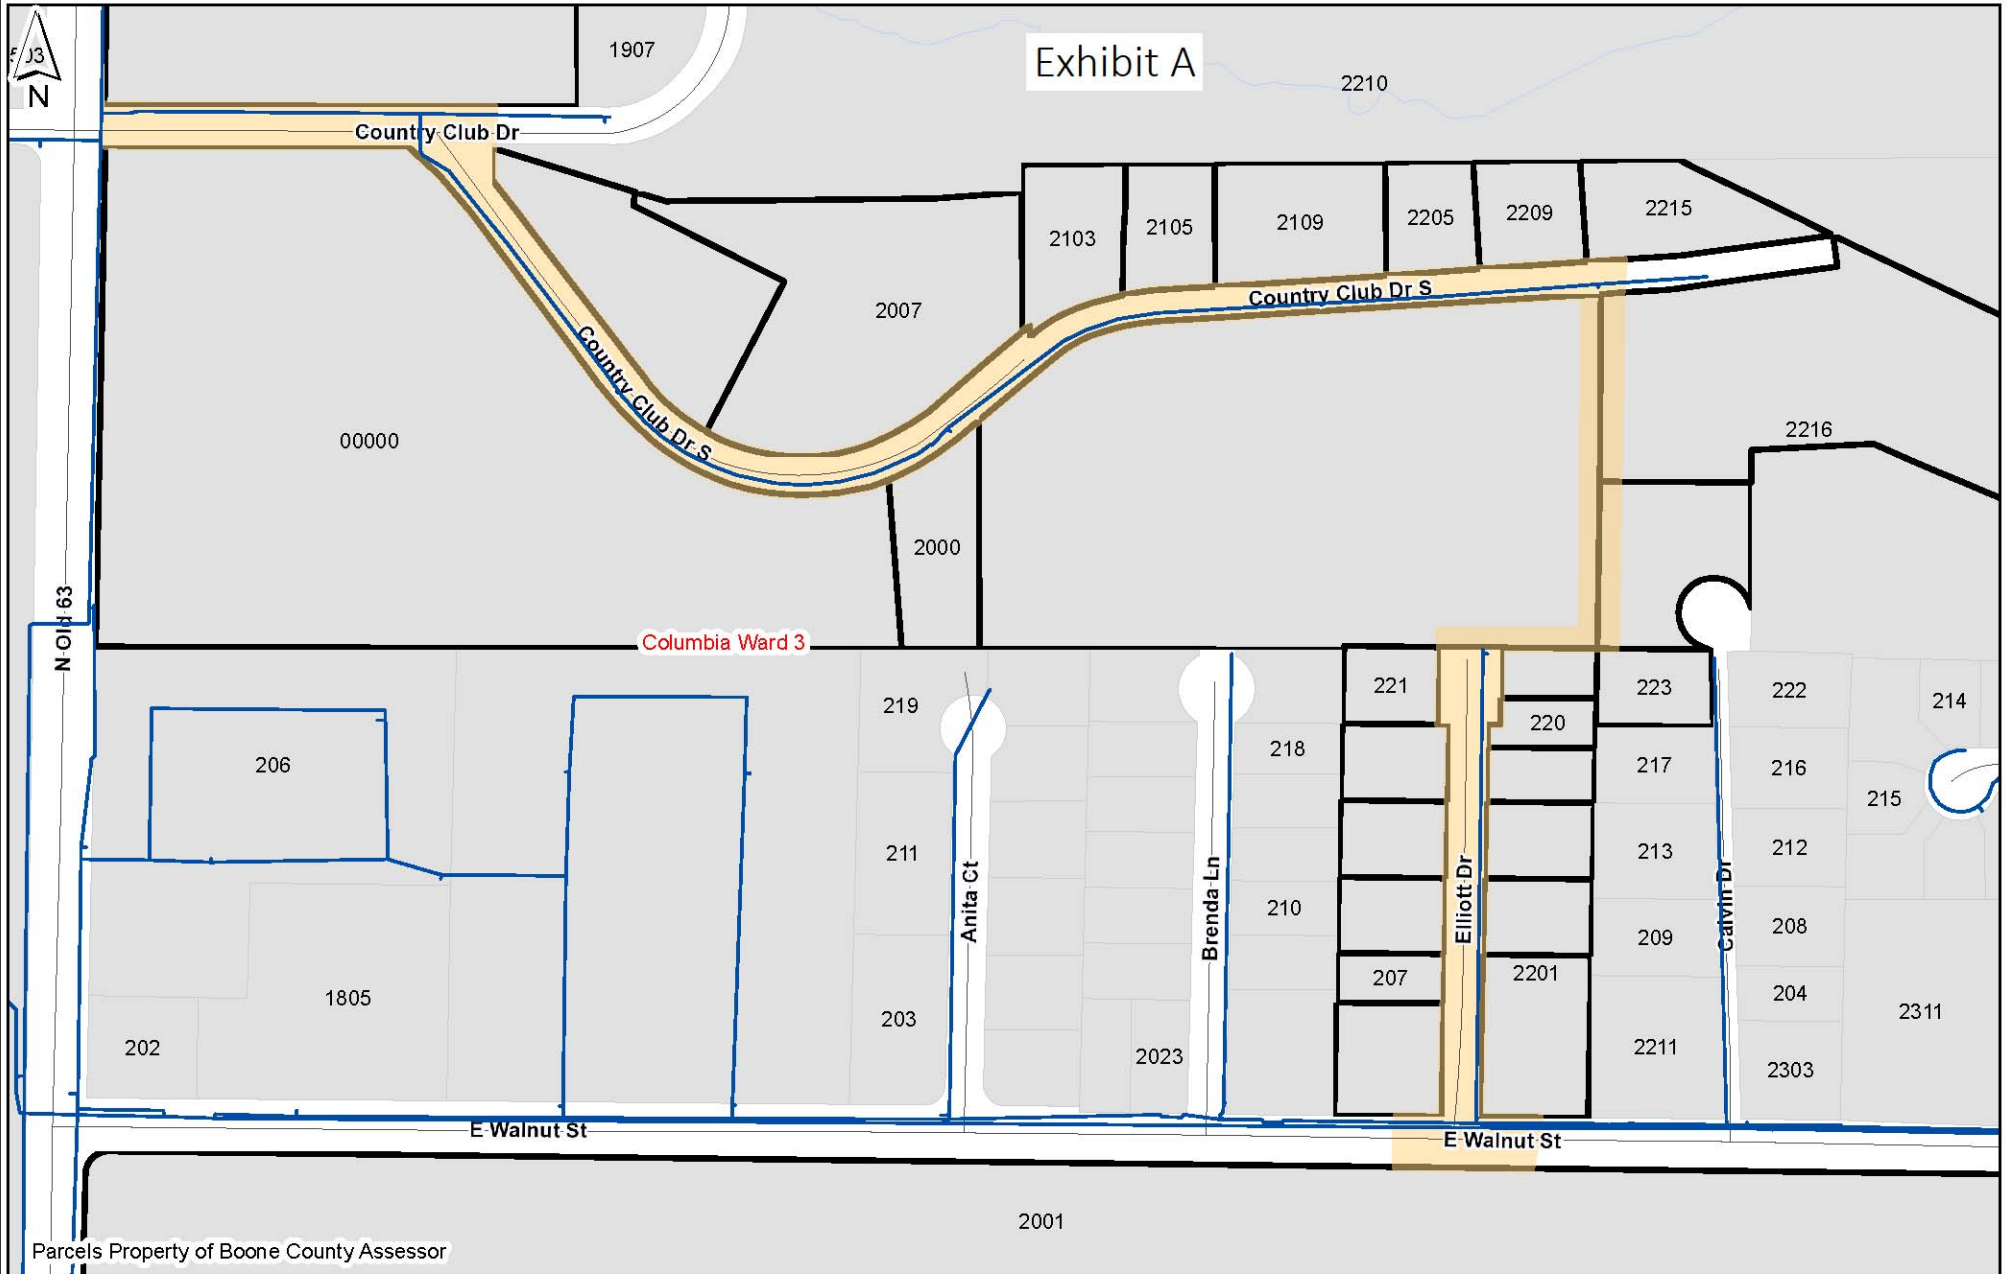 1907
Exhibit A
2210
N
Country Club Dr
2103
2105
2109
2205
2209
2215
Country Club Dr S
2007
Country Club Dr S
00000
2216
2000
N Old 63
Columbia Ward 3
221
223
222
214
219
220
218
206
217
216
215
211
213
212
Anita Ct
Brenda Ln
Elliott Dr
Calvin Dr
210
208
209
207
2201
1805
204
203
2311
202
2023
2211
2303
E Walnut St
E Walnut St
2001
Parcels Property of Boone County Assessor